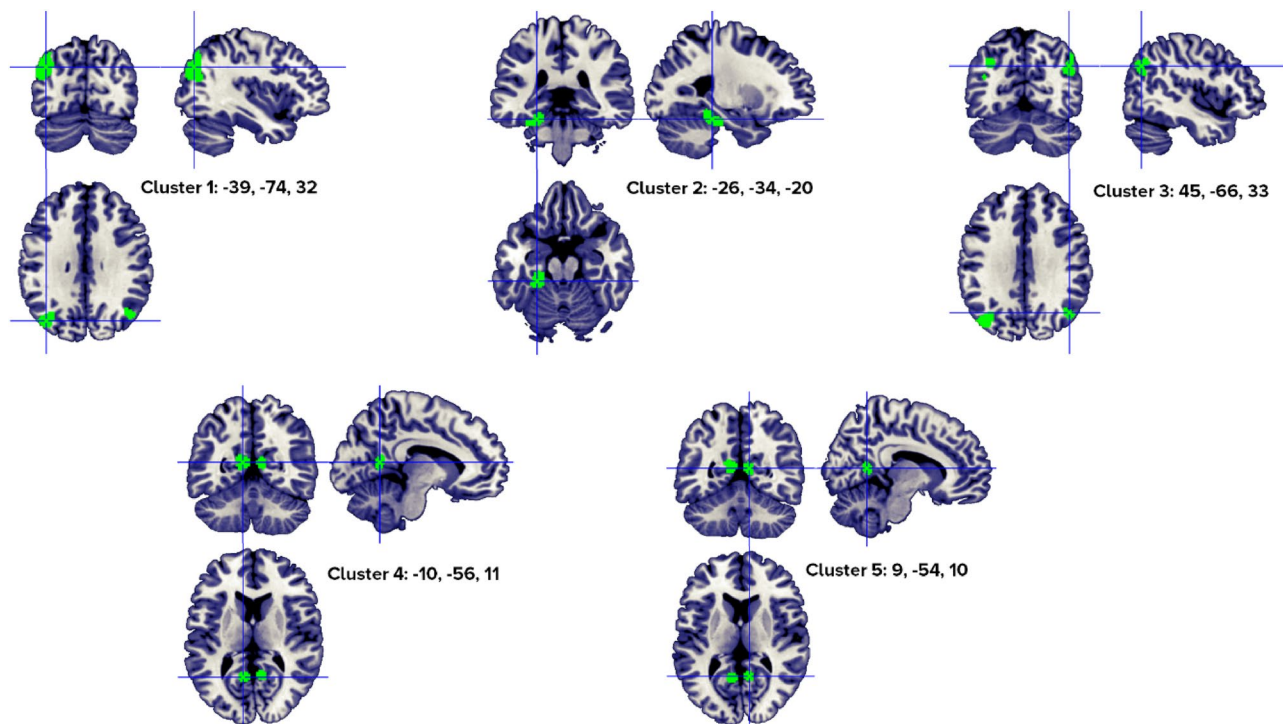 Cluster 1: -39, -74, 32
Cluster 2: -26, -34, -20
Cluster 3: 45, -66, 33
Cluster 4: -10, -56, 11
Cluster 5: 9, -54, 10